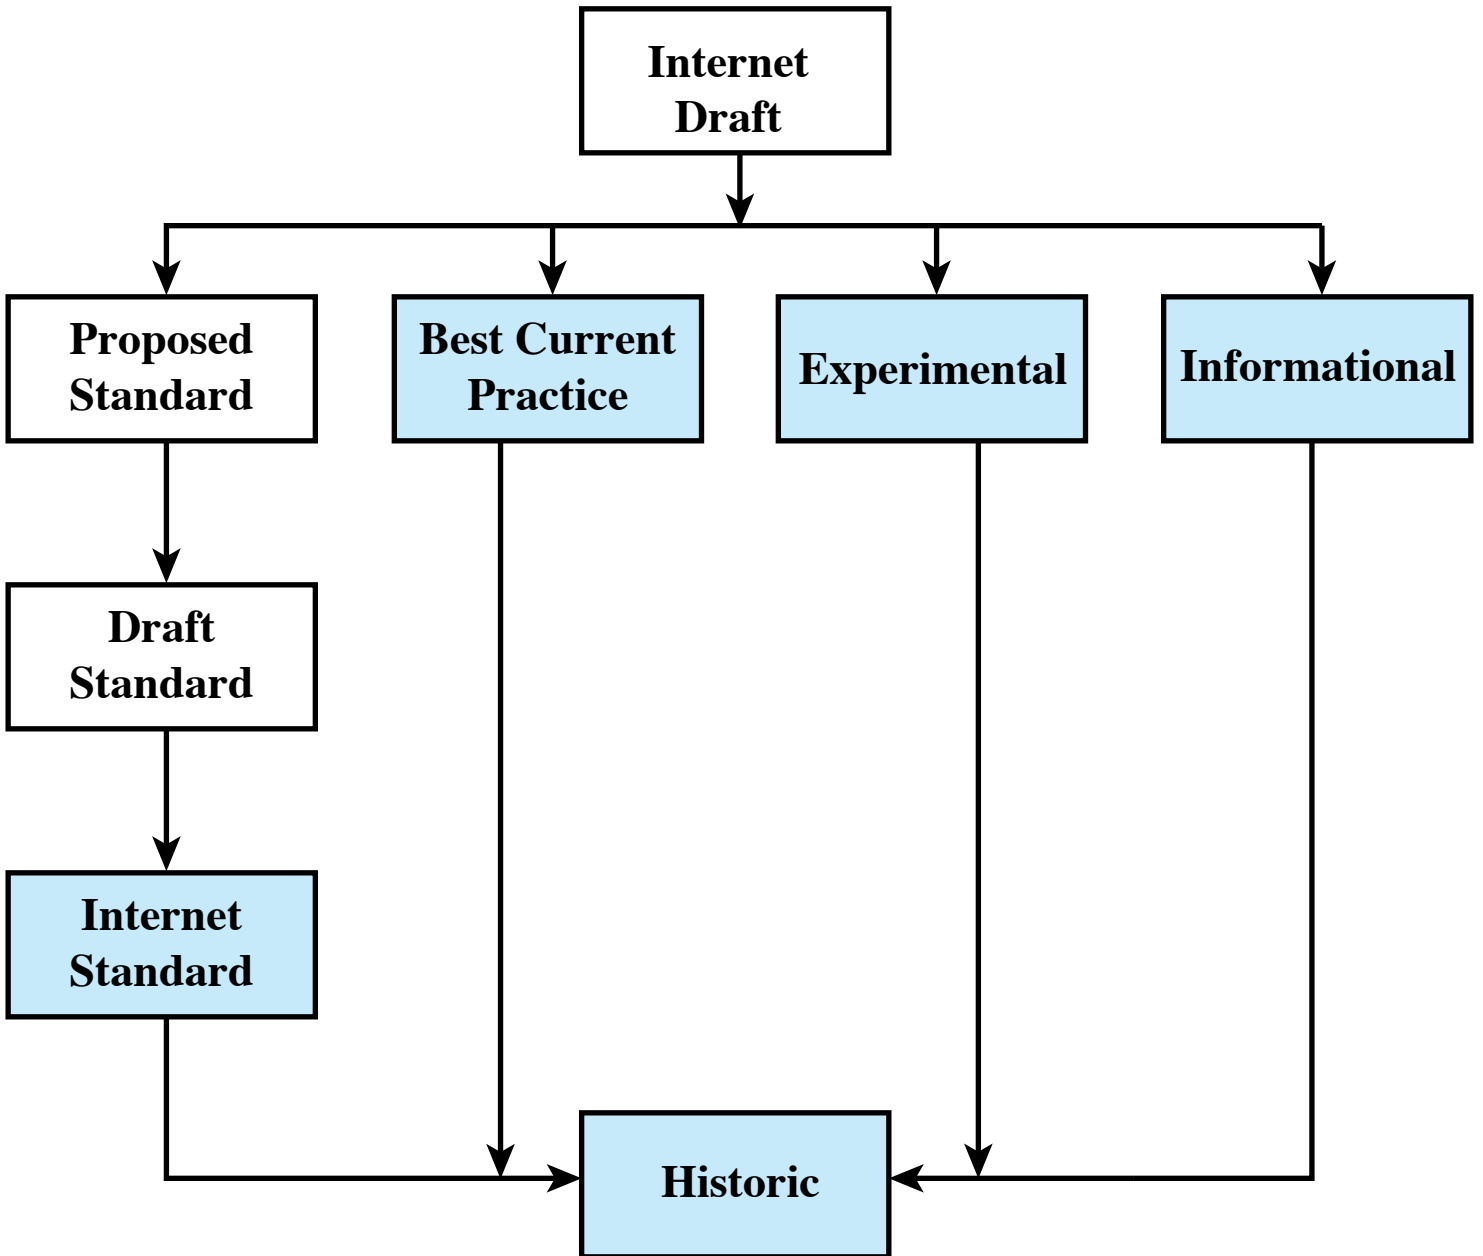 Internet
Draft
Proposed
Standard
Best Current
Practice
Experimental
Informational
Draft
Standard
Internet
Standard
Historic